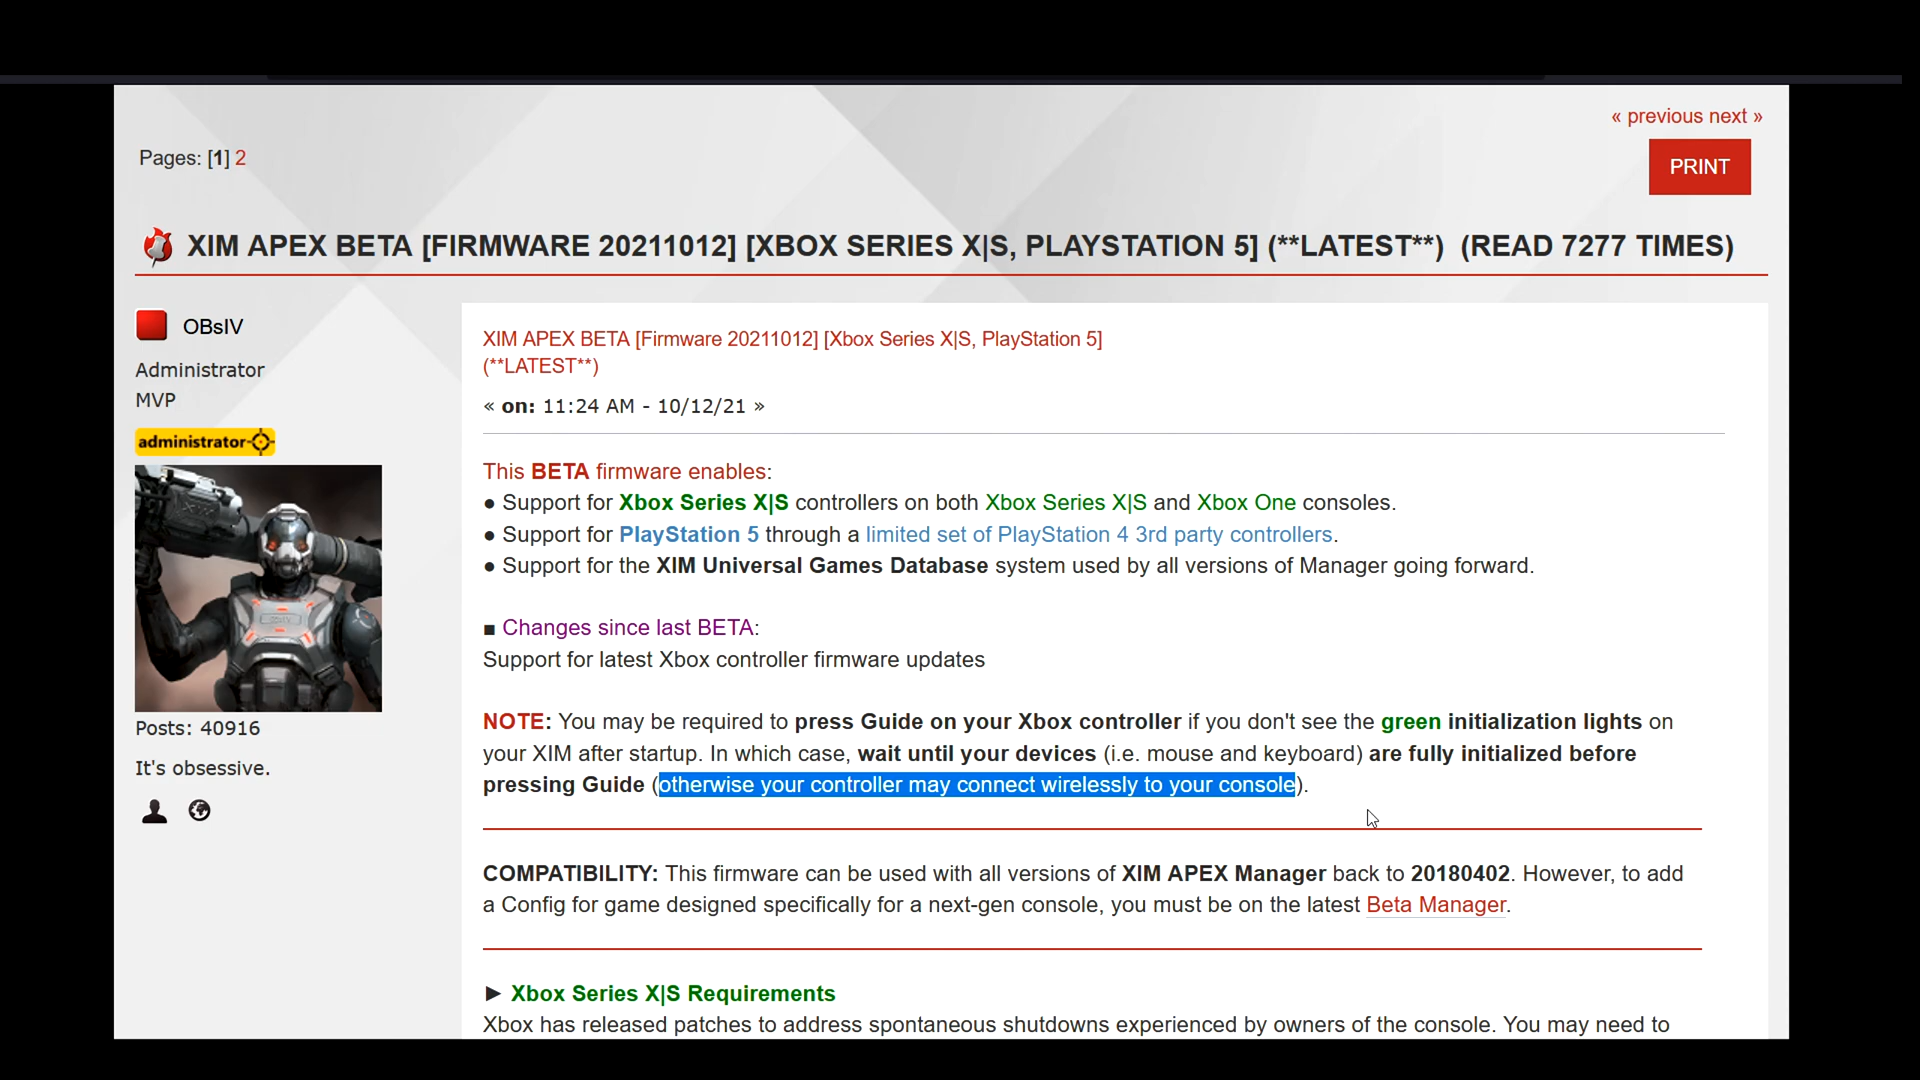 « previous next »
Pages: [1] 2
PRINT
XIM APEX BETA [FIRMWARE 20211012] [XBOX SERIES X|S, PLAYSTATION 5] (**LATEST**) (READ 7277 TIMES)
OBsIV
Administrator
MVP
administrator
Posts: 40916
It's obsessive.
XIM APEX BETA [Firmware 20211012] [Xbox Series X|S, PlayStation 5]
(**LATEST**)
« on: 11:24 AM - 10/12/21 »
This BETA firmware enables:
● Support for Xbox Series X|S controllers on both Xbox Series X|S and Xbox One consoles.
● Support for PlayStation 5 through a limited set of PlayStation 4 3rd party controllers.
● Support for the XIM Universal Games Database system used by all versions of Manager going forward.
■ Changes since last BETA:
Support for latest Xbox controller firmware updates
NOTE: You may be required to press Guide on your Xbox controller if you don't see the green initialization lights on
your XIM after startup. In which case, wait until your devices (i.e. mouse and keyboard) are fully initialized before
pressing Guide (otherwise your controller may connect wirelessly to your console).
COMPATIBILITY: This firmware can be used with all versions of XIM APEX Manager back to 20180402. However, to add
a Config for game designed specifically for a next-gen console, you must be on the latest Beta Manager.
► Xbox Series X|S Requirements
Xbox has released patches to address spontaneous shutdowns experienced by owners of the console. You may need to